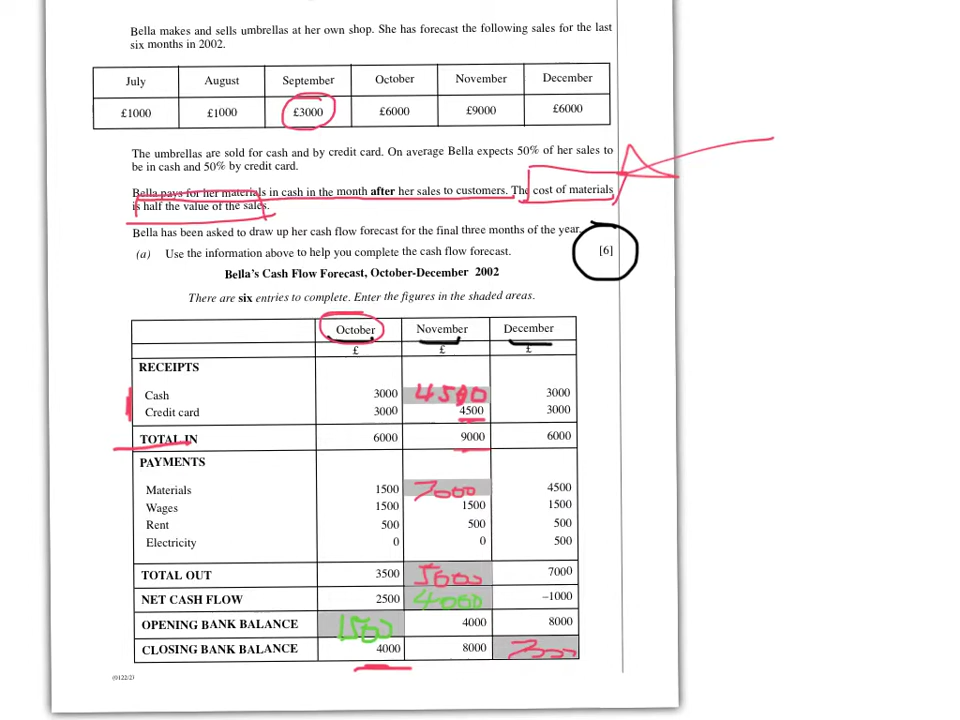 Bella makes and sells umbrellas at her own shop. She has forecast the following sales for the last
six months in 2002.
July August September October November December
£1000 £1000 £3000 £6000 £9000 £6000
The umbrellas are sold for cash and by credit card. On average Bella expects 50% of her sales to
be in cash and 50% by credit card.
Bella pays for her materials in cash in the month after her sales to customers. The cost of materials
is half the value of the sales.
Bella has been asked to draw up her cash flow forecast for the final three months of the year.
(a) Use the information above to help you complete the cash flow forecast. [6]
Bella's Cash Flow Forecast, October-December 2002
There are six entries to complete. Enter the figures in the shaded areas.
October November December
£ £ £
RECEIPTS
Cash 3000 4500 3000
Credit card 3000 4500 3000
TOTAL IN 6000 9000 6000
PAYMENTS
Materials 1500 7000 4500
Wages 1500 1500 1500
Rent 500 500 500
Electricity 0 0 500
TOTAL OUT 3500 5000 7000
NET CASH FLOW 2500 4000 –1000
OPENING BANK BALANCE 1500 4000 8000
CLOSING BANK BALANCE 4000 8000 7000
(0122/2)